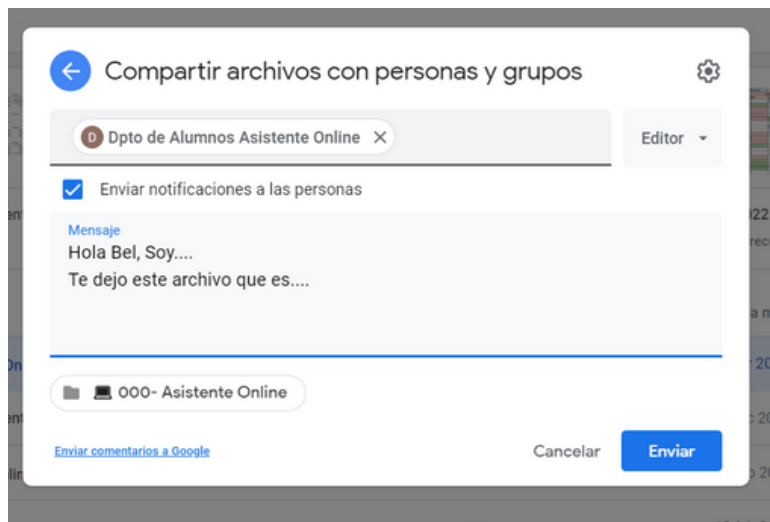 Compartir archivos con personas y grupos
D Dpto de Alumnos Asistente Online
Editor
Enviar notificaciones a las personas
Mensaje
Hola Bel, Soy....
Te dejo este archivo que es....
000- Asistente Online
Enviar comentarios a Google
Cancelar
Enviar